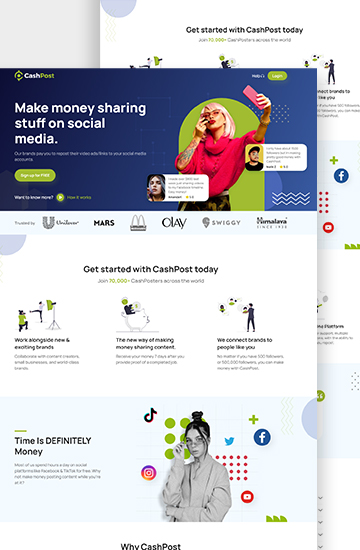 Get started with CashPost today
Join 70,000+ CashPosters across the world
CashPost
Help
Login
Make money sharing
stuff on social
media.
Our brands pay you to repost their video ads/links to your social media
accounts.
Sign up for FREE
Want to know more?
How it works
Trusted by
Unilever
MARS
OLAY
SWIGGY
Himalaya
SINCE 1930
Get started with CashPost today
Join 70,000+ CashPosters across the world
Work alongside new &
exciting brands
Collaborate with content creators,
small businesses, and world-class
brands.
The new way of making
money sharing content.
Receive your money 7 days after you
provide proof of a completed job.
We connect brands to
people like you
No matter if you have 500 followers
or 500,000 followers, you can make
money with CashPost.
connect brands to
ple like you
me Platform
Time Is DEFINITELY
Money
Most of us spend hours a day on social
platforms like Facebook & TikTok for free. Why
not make money posting content while you're
at it?
Why CashPost